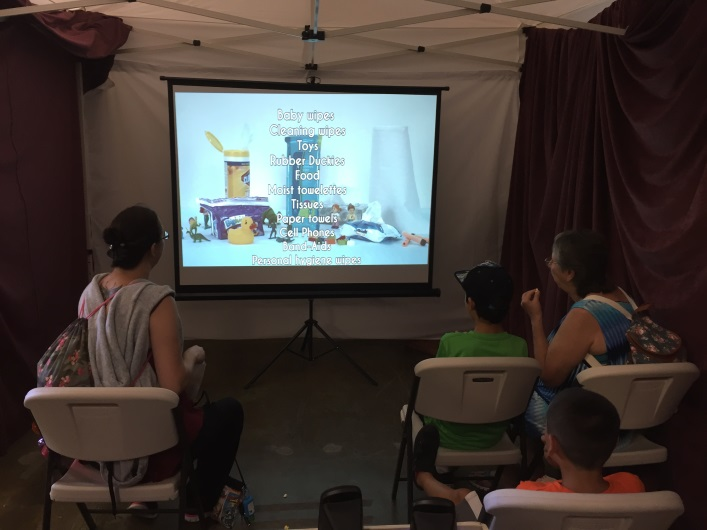 Baby wipes
Cleaning wipes
Toys
Rubber Duckies
Food
Moist towelettes
Tissues
Paper towels
Cell Phones
Band-Aids
Personal hygiene wipes